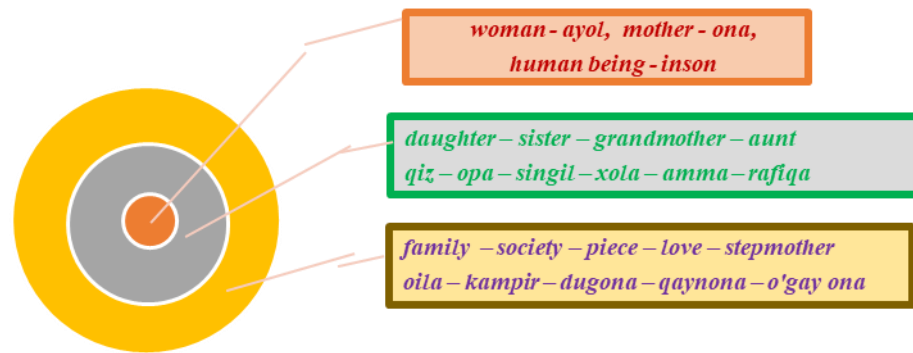 woman - ayol, mother - ona,
human being - inson
daughter – sister – grandmother – aunt
qiz – opa – singil – xola – amma – rafiqa
family – society – piece – love – stepmother
oila – kampir – dugona – qaynona – o'gay ona